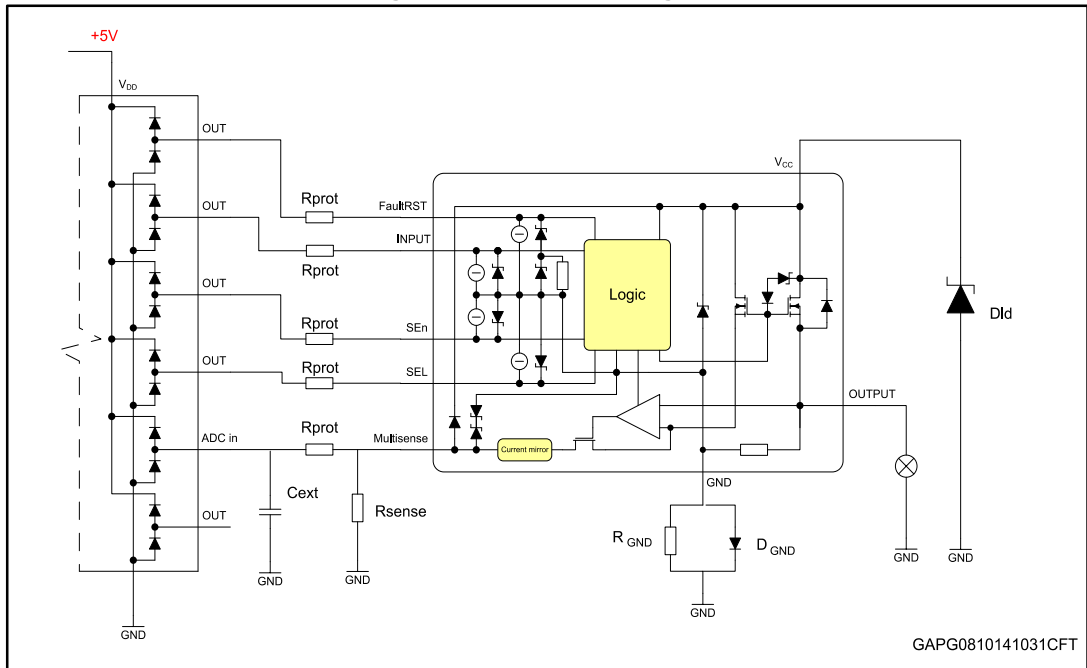 +5V
VDD
OUT
Rprot
FaultRST
VCC
OUT
Rprot
INPUT
Logic
OUT
Rprot
SEn
Dld
OUT
Rprot
SEL
OUTPUT
ADC in
Rprot
Multisense
Current mirror
GND
Cext
Rsense
OUT
R GND
D GND
GND
GND
GND
GND
GND
GND
GAPG0810141031CFT